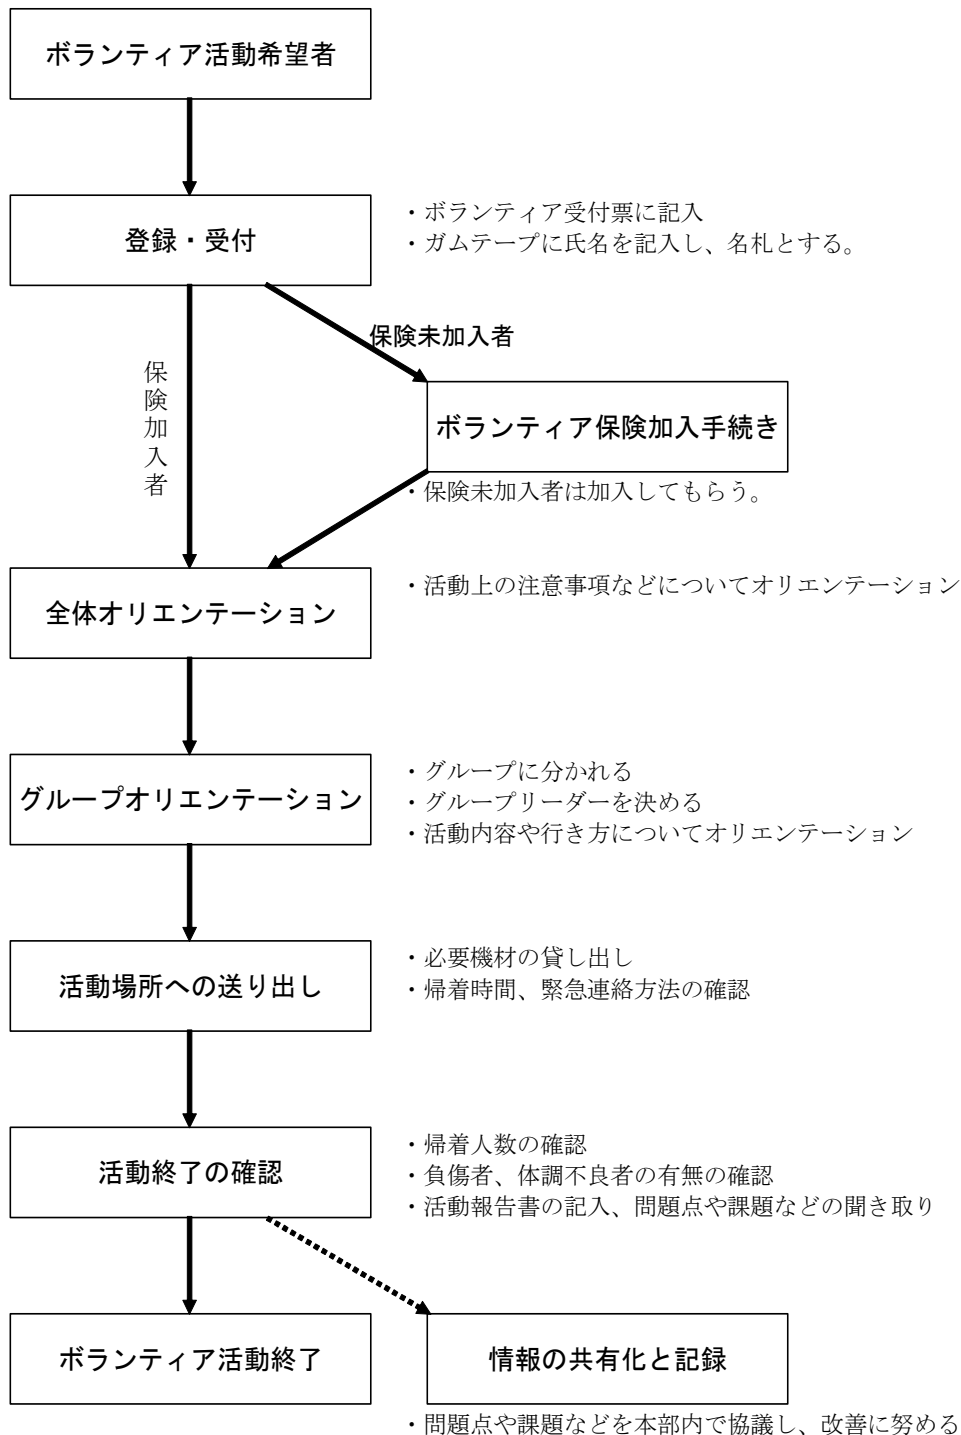 ボランティア活動希望者
登録・受付
・ボランティア受付票に記入
・ガムテープに氏名を記入し、名札とする。
保険未加入者
保険加入者
ボランティア保険加入手続き
・保険未加入者は加入してもらう。
全体オリエンテーション
・活動上の注意事項などについてオリエンテーション
グループオリエンテーション
・グループに分かれる
・グループリーダーを決める
・活動内容や行き方についてオリエンテーション
活動場所への送り出し
・必要機材の貸し出し
・帰着時間、緊急連絡方法の確認
活動終了の確認
・帰着人数の確認
・負傷者、体調不良者の有無の確認
・活動報告書の記入、問題点や課題などの聞き取り
ボランティア活動終了
情報の共有化と記録
・問題点や課題などを本部内で協議し、改善に努める